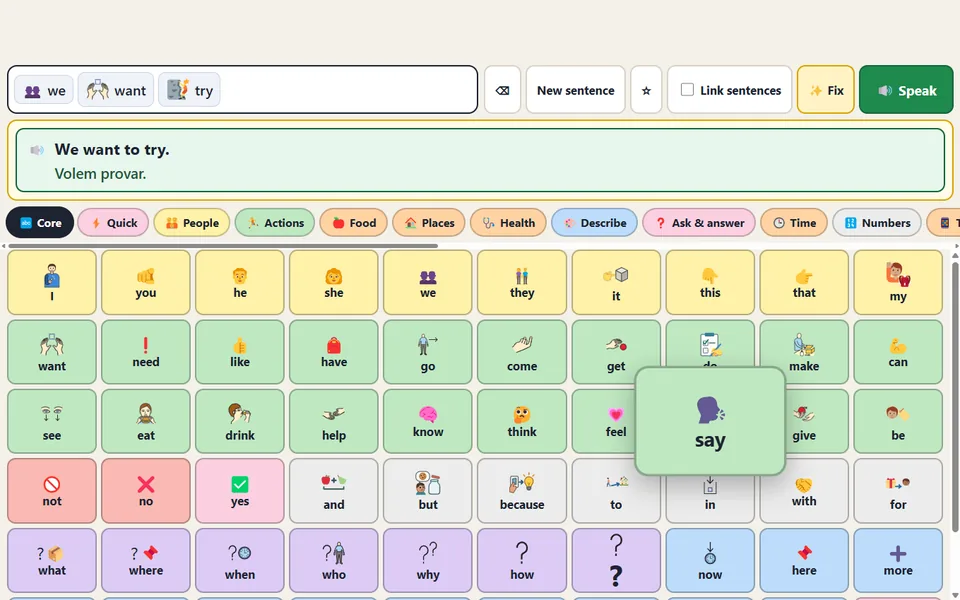 we want try
New sentence
Link sentences
Fix
Speak
We want to try.
Volem provar.
Core Quick People Actions Food Places Health Describe Ask & answer Time Numbers
I you he she we they it this that my
want need like have go come get do make can
see eat drink help know think feel say give be
not no yes and but because to in with for
what where when who why how ? now here more